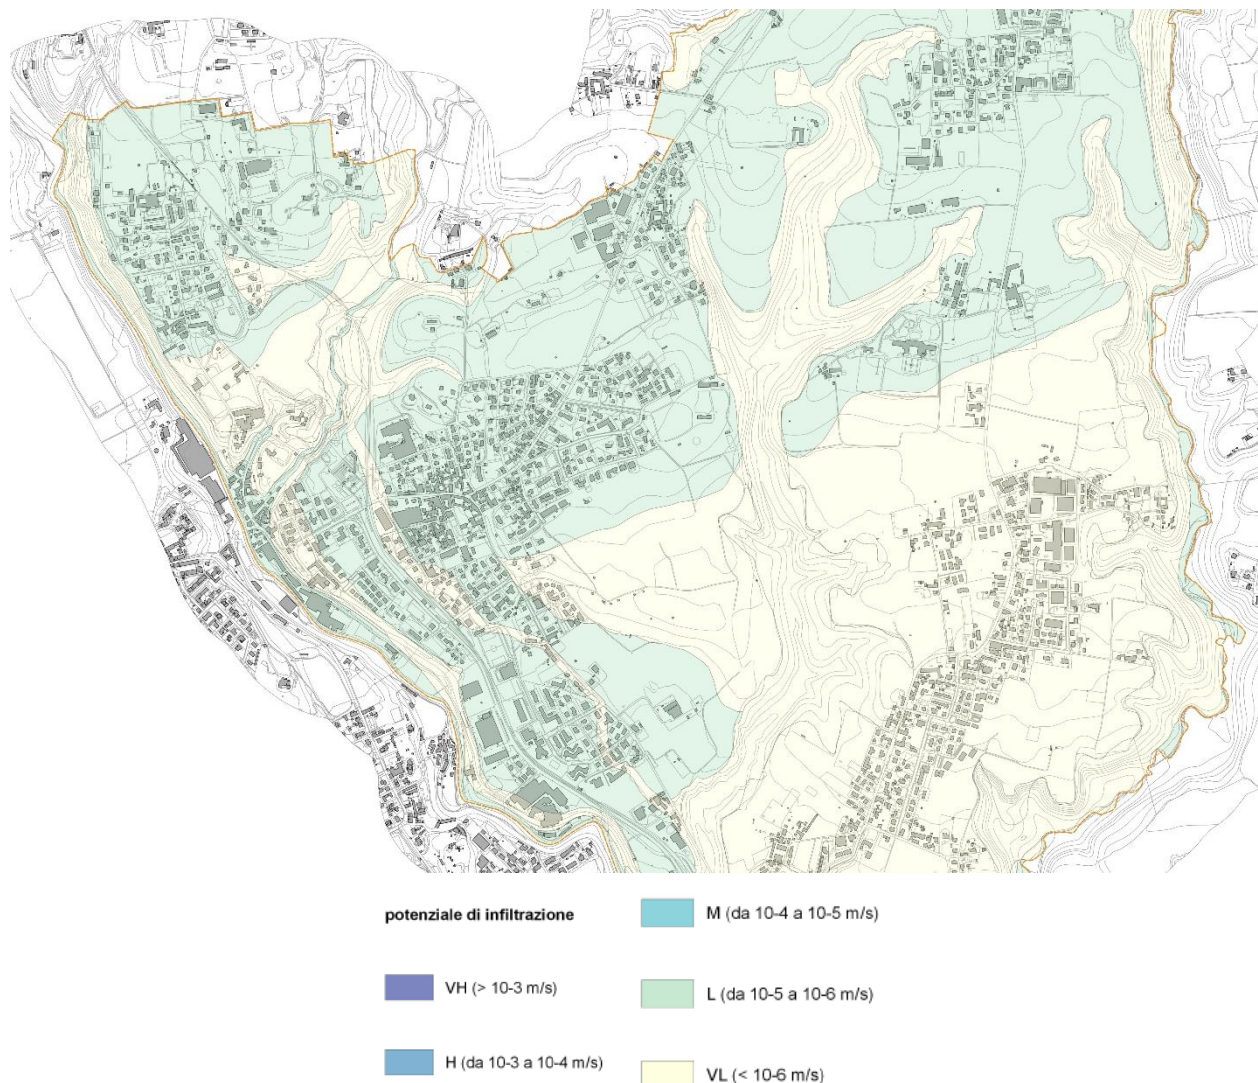 potenziale di infiltrazione
VH (> 10-3 m/s)
H (da 10-3 a 10-4 m/s)
M (da 10-4 a 10-5 m/s)
L (da 10-5 a 10-6 m/s)
VL (< 10-6 m/s)